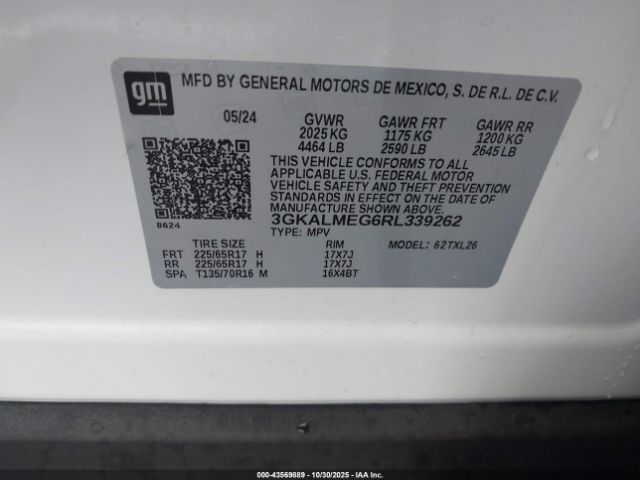 gm
MFD BY GENERAL MOTORS DE MEXICO, S. DE R.L. DE C.V.
05/24 GVWR GAWR FRT GAWR RR
2025 KG 1175 KG 1200 KG
4464 LB 2590 LB 2645 LB
THIS VEHICLE CONFORMS TO ALL
APPLICABLE U.S. FEDERAL MOTOR
VEHICLE SAFETY AND THEFT PREVENTION
STANDARDS IN EFFECT ON THE DATE OF
MANUFACTURE SHOWN ABOVE.
8624 3GKALMEG6RL339262
TYPE: MPV MODEL: 62TXL26
TIRE SIZE RIM
FRT 225/65R17 H 17X7J
RR 225/65R17 H 17X7J
SPA T135/70R16 M 16X4BT
000-43569889 | 10/30/2025 | IAAI.COM